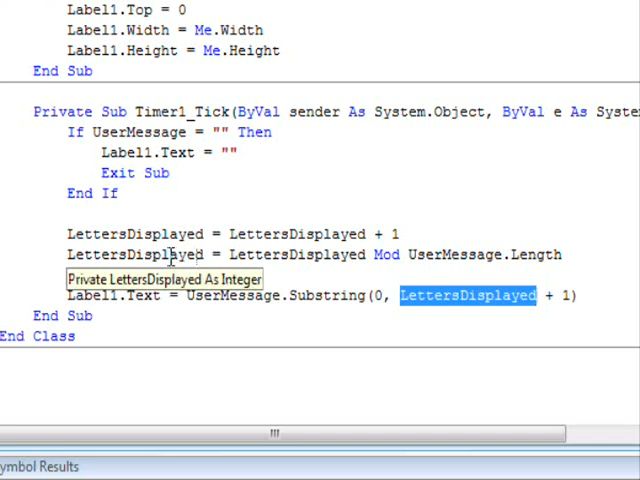 Label1.Top = 0
Label1.Width = Me.Width
Label1.Height = Me.Height
End Sub
Private Sub Timer1_Tick(ByVal sender As System.Object, ByVal e As Syste
If UserMessage = "" Then
Label1.Text = ""
Exit Sub
End If
LettersDisplayed = LettersDisplayed + 1
LettersDisplayed = LettersDisplayed Mod UserMessage.Length
Private LettersDisplayed As Integer
Label1.Text = UserMessage.Substring(0, LettersDisplayed + 1)
End Sub
End Class
ymbol Results